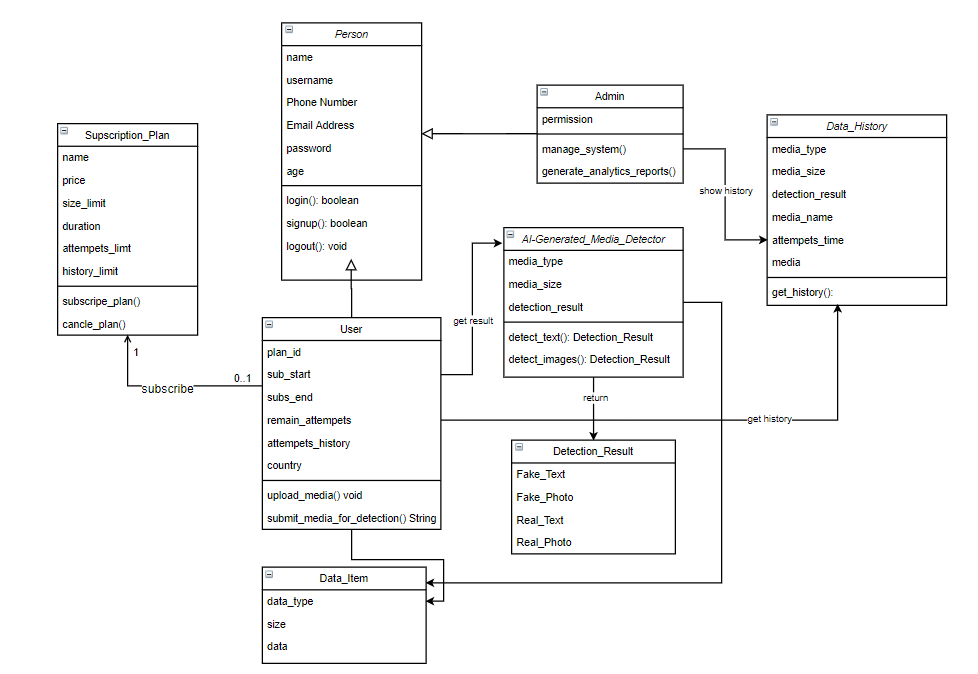 Person
name
username
Phone Number
Email Address
password
age
login(): boolean
signup(): boolean
logout(): void
Admin
permission
manage_system()
generate_analytics_reports()
Data_History
media_type
media_size
detection_result
media_name
attempets_time
media
get_history():
show history
Supscription_Plan
name
price
size_limit
duration
attempets_limt
history_limit
subscripe_plan()
cancle_plan()
1
subscribe
0..1
AI-Generated_Media_Detector
media_type
media_size
detection_result
detect_text(): Detection_Result
detect_images(): Detection_Result
get result
User
plan_id
sub_start
subs_end
remain_attempets
attempets_history
country
upload_media() void
submit_media_for_detection() String
return
get history
Detection_Result
Fake_Text
Fake_Photo
Real_Text
Real_Photo
Data_Item
data_type
size
data